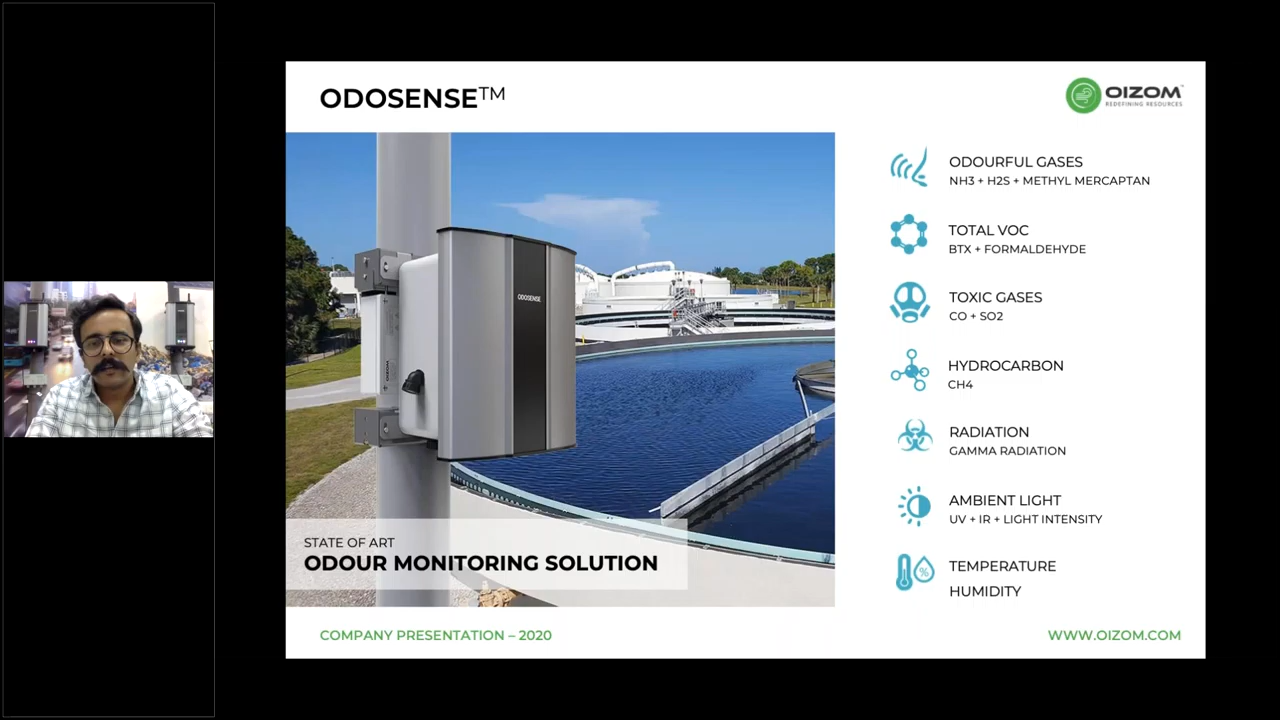 ODOSENSE™
OIZOM™
REDEFINING RESOURCES
ODOSENSE
OIZOM
STATE OF ART
ODOUR MONITORING SOLUTION
ODOURFUL GASES
NH3 + H2S + METHYL MERCAPTAN
TOTAL VOC
BTX + FORMALDEHYDE
TOXIC GASES
CO + SO2
HYDROCARBON
CH4
RADIATION
GAMMA RADIATION
AMBIENT LIGHT
UV + IR + LIGHT INTENSITY
%
TEMPERATURE
HUMIDITY
COMPANY PRESENTATION – 2020
WWW.OIZOM.COM